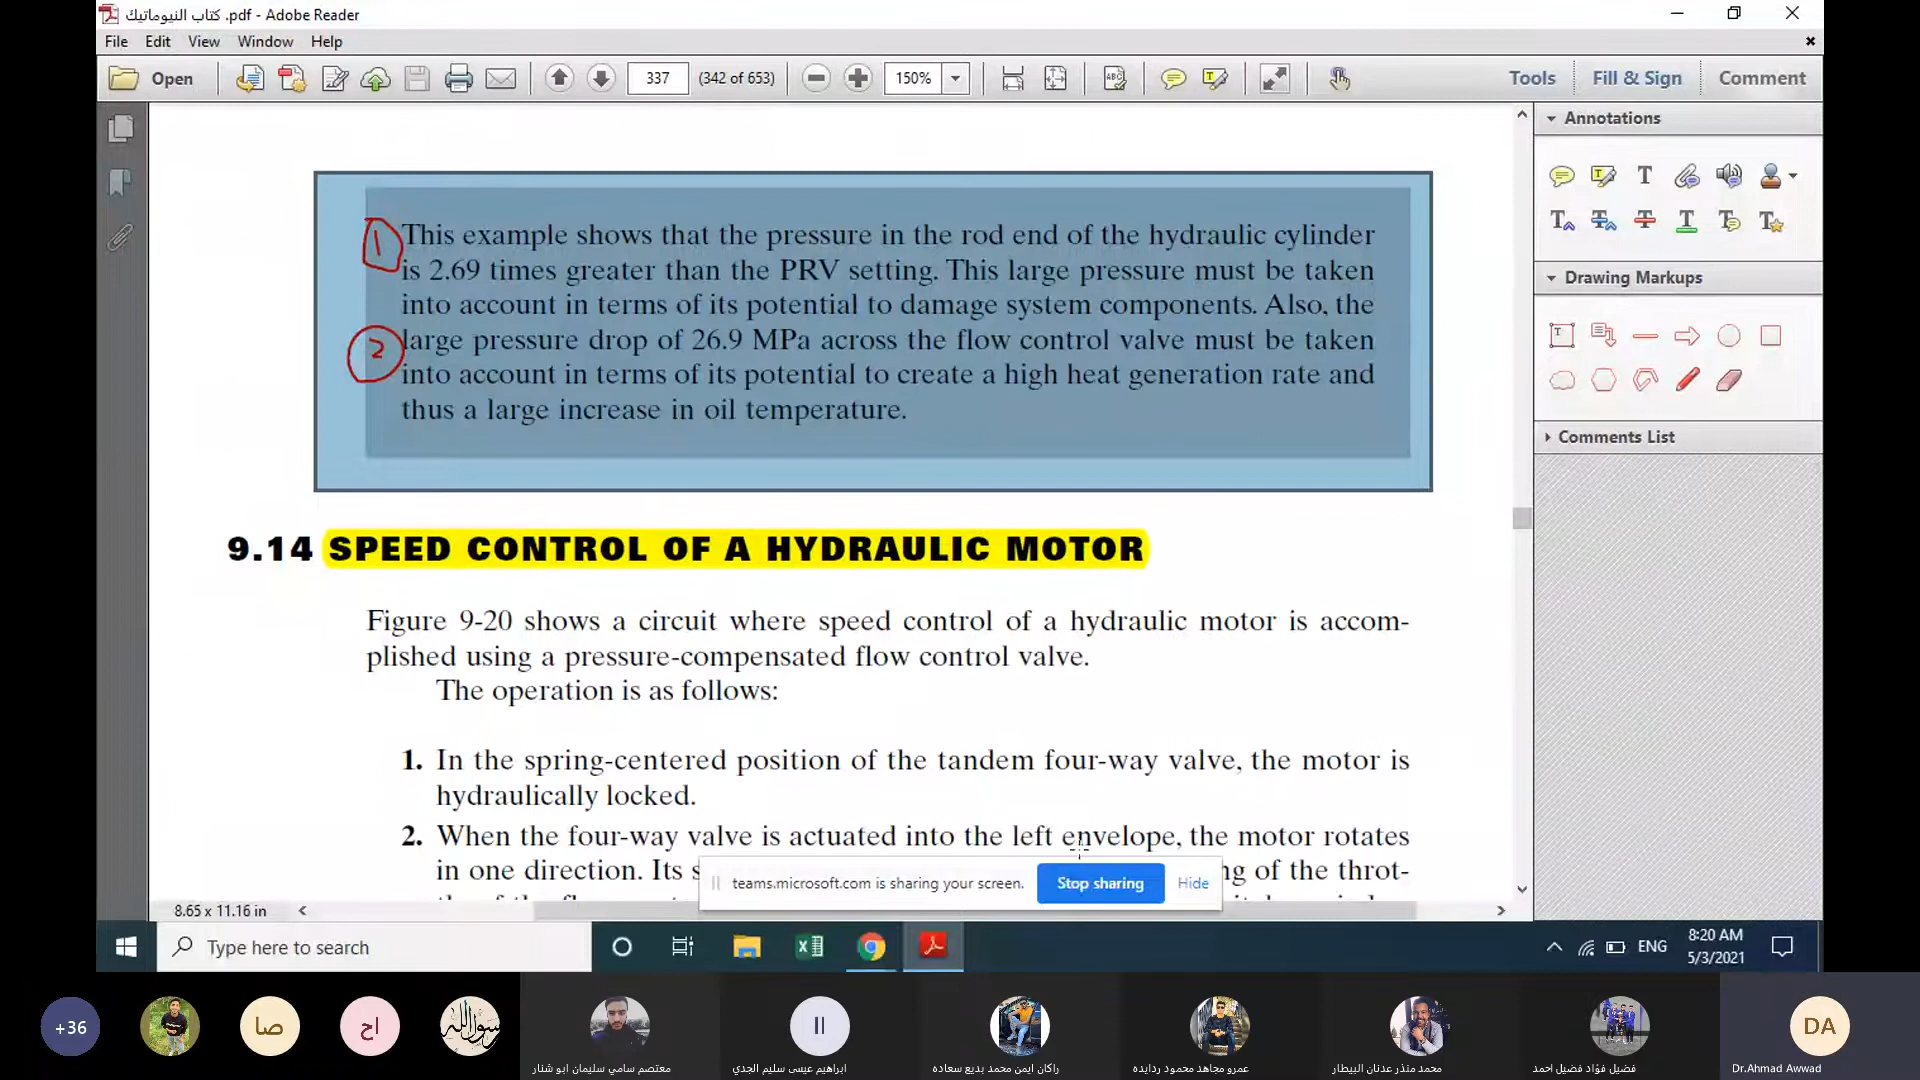 كتاب النيوماتيك .pdf - Adobe Reader
File Edit View Window Help
Open 337 (342 of 653) 150% Tools Fill & Sign Comment
Annotations
Drawing Markups
Comments List
1 This example shows that the pressure in the rod end of the hydraulic cylinder
is 2.69 times greater than the PRV setting. This large pressure must be taken
into account in terms of its potential to damage system components. Also, the
2 large pressure drop of 26.9 MPa across the flow control valve must be taken
into account in terms of its potential to create a high heat generation rate and
thus a large increase in oil temperature.
9.14 SPEED CONTROL OF A HYDRAULIC MOTOR
Figure 9-20 shows a circuit where speed control of a hydraulic motor is accom-
plished using a pressure-compensated flow control valve.
The operation is as follows:
1. In the spring-centered position of the tandem four-way valve, the motor is
hydraulically locked.
2. When the four-way valve is actuated into the left envelope, the motor rotates
in one direction. Its s
ng of the throt-
teams.microsoft.com is sharing your screen. Stop sharing Hide
8.65 x 11.16 in
Type here to search
ENG 8:20 AM
5/3/2021
+36 صا اح
معتصم سامي سليمان ابو شنار
ابراهيم عيسى سليم الجدي
راكان ايمن محمد بديع سعاده
عمرو مجاهد محمود ردايده
محمد منذر عدنان البيطار
فضيل فؤاد فضيل احمد
DA
Dr.Ahmad Awwad